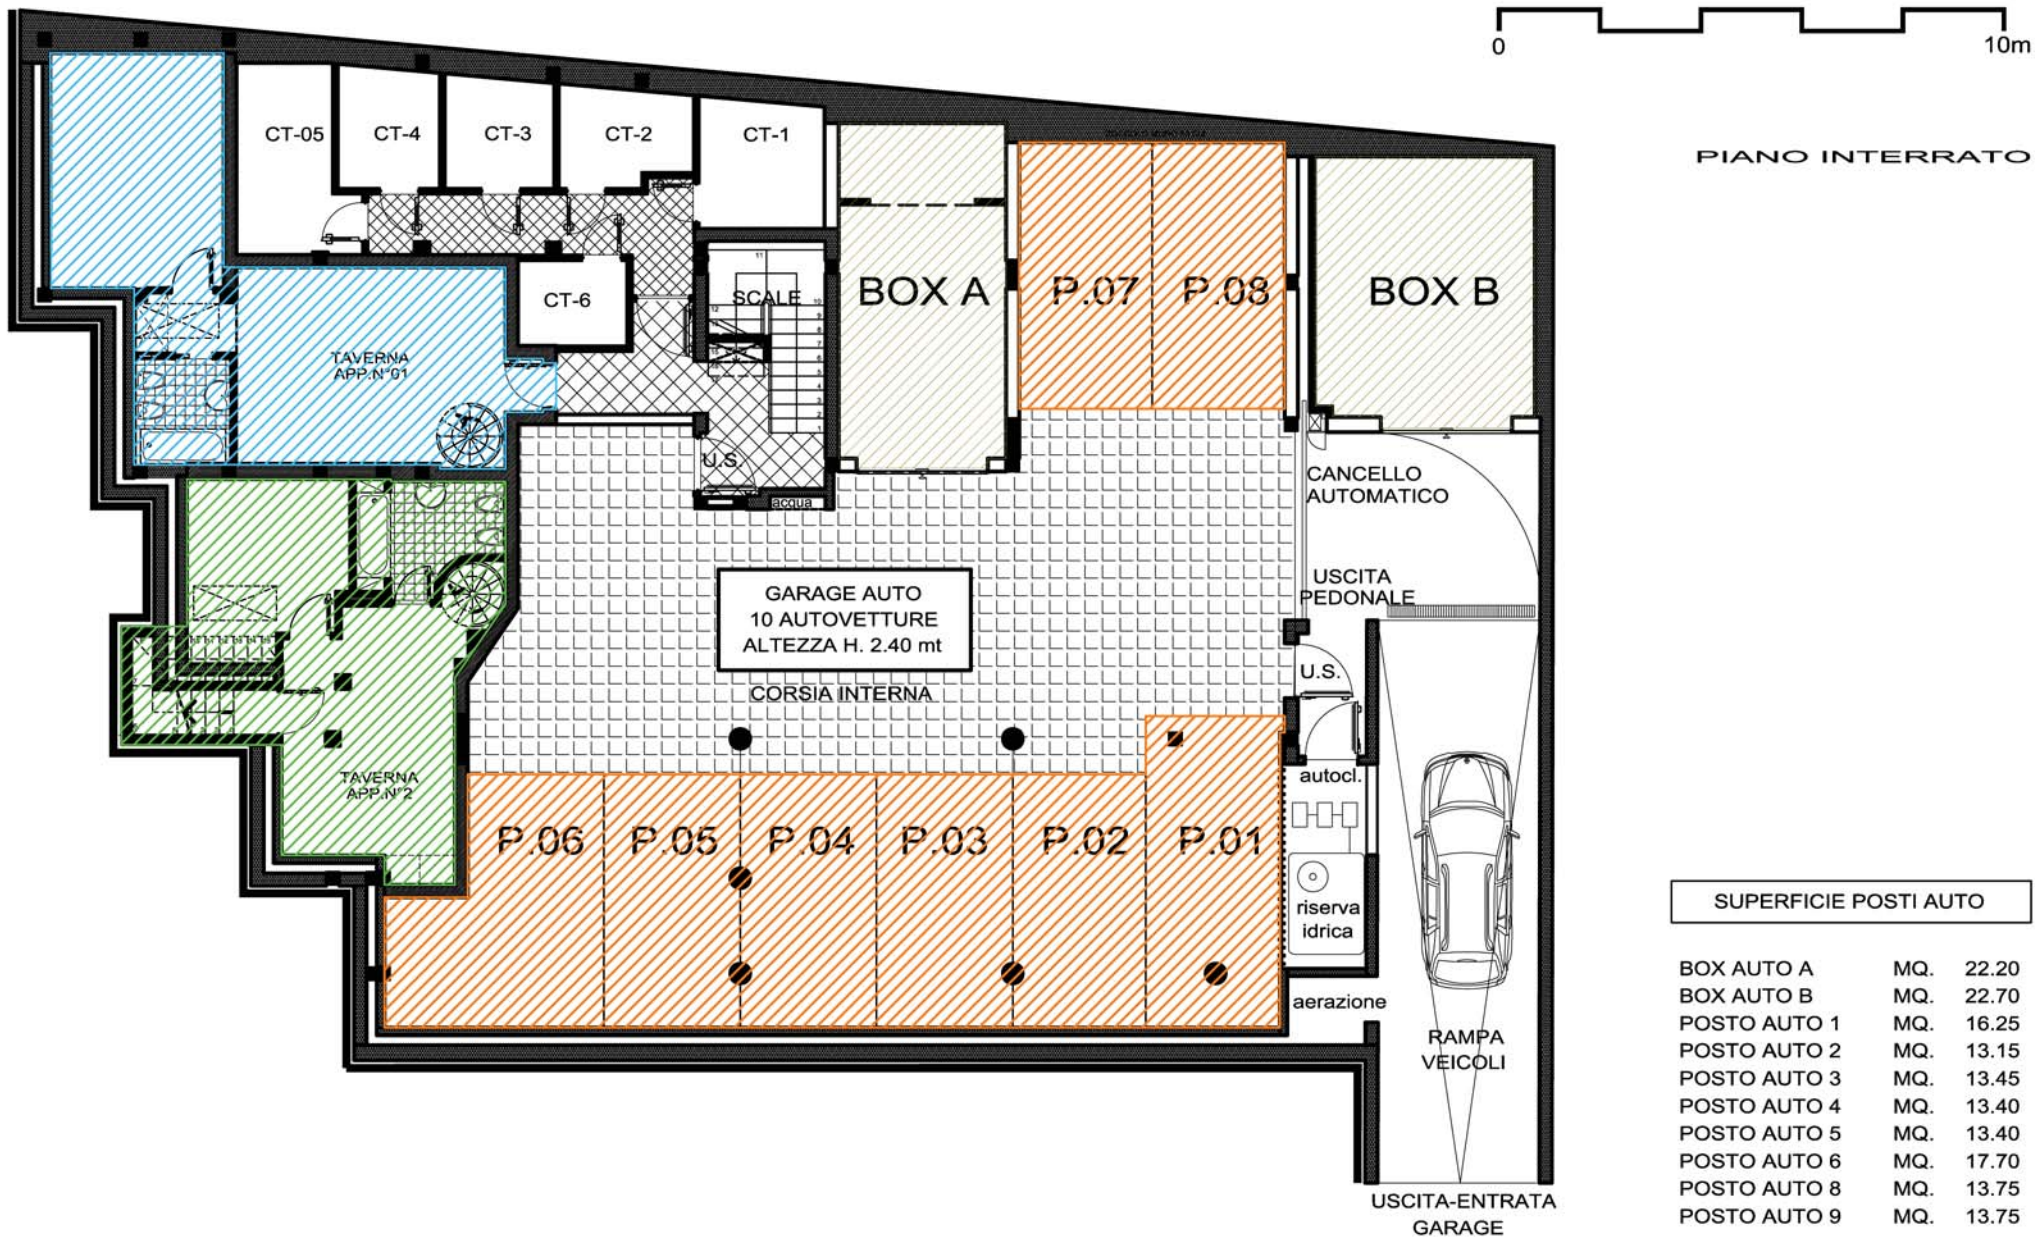 0 10m
PIANO INTERRATO
CT-05
CT-4
CT-3
CT-2
CT-1
CT-6
SCALE
BOX A
P.07
P.08
BOX B
TAVERNA
APP.N°01
U.S.
acqua
CANCELLO
AUTOMATICO
USCITA
PEDONALE
GARAGE AUTO
10 AUTOVETTURE
ALTEZZA H. 2.40 mt
CORSIA INTERNA
U.S.
TAVERNA
APP.N°2
autocl.
P.06
P.05
P.04
P.03
P.02
P.01
riserva
idrica
aerazione
RAMPA
VEICOLI
USCITA-ENTRATA
GARAGE
SUPERFICIE POSTI AUTO
BOX AUTO A MQ. 22.20
BOX AUTO B MQ. 22.70
POSTO AUTO 1 MQ. 16.25
POSTO AUTO 2 MQ. 13.15
POSTO AUTO 3 MQ. 13.45
POSTO AUTO 4 MQ. 13.40
POSTO AUTO 5 MQ. 13.40
POSTO AUTO 6 MQ. 17.70
POSTO AUTO 8 MQ. 13.75
POSTO AUTO 9 MQ. 13.75